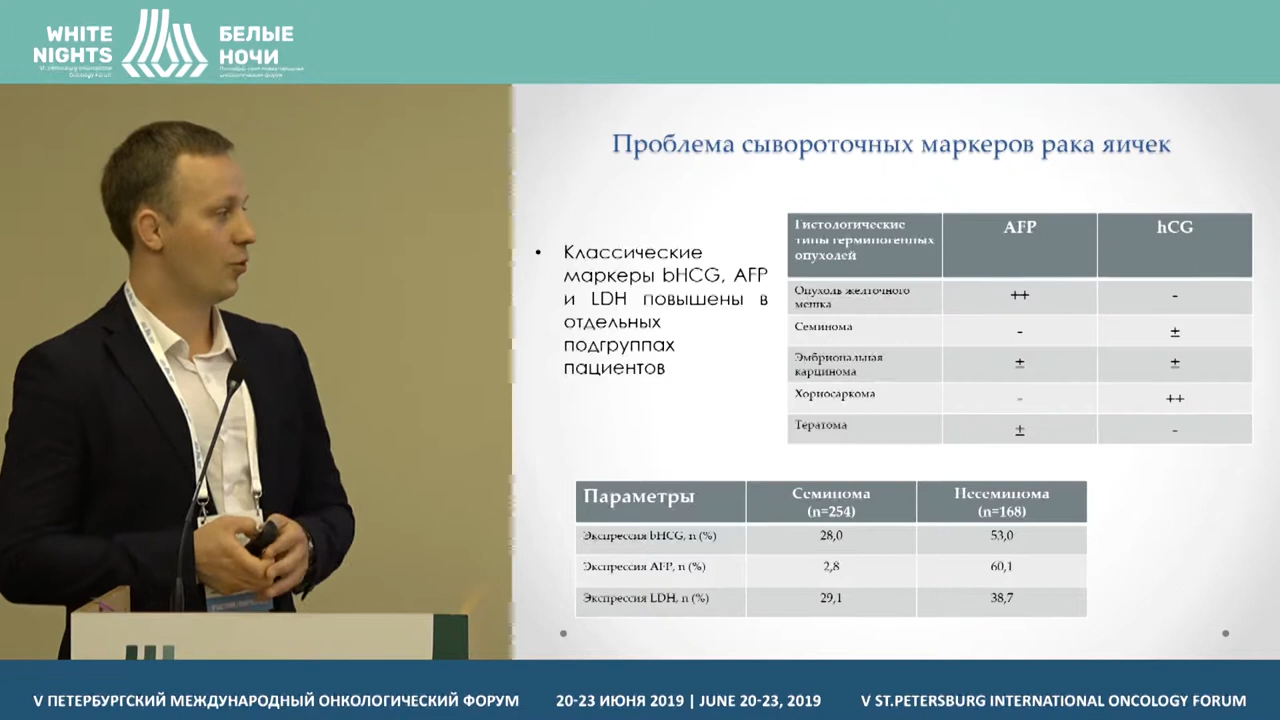 WHITE
NIGHTS
БЕЛЫЕ
НОЧИ
Проблема сывороточных маркеров рака яичек
• Классические
маркеры bHCG, AFP
и LDH повышены в
отдельных
подгруппах
пациентов
Гистологические
типы герминогенных
опухолей
AFP
hCG
Опухоль желточного
мешка
++
-
Семинома
-
±
Эмбриональная
карцинома
±
±
Хориосаркома
-
++
Тератома
±
-
Параметры
Семинома
(n=254)
Несеминома
(n=168)
Экспрессия bHCG, n (%)
28,0
53,0
Экспрессия AFP, n (%)
2,8
60,1
Экспрессия LDH, n (%)
29,1
38,7
V ПЕТЕРБУРГСКИЙ МЕЖДУНАРОДНЫЙ ОНКОЛОГИЧЕСКИЙ ФОРУМ
20-23 ИЮНЯ 2019 | JUNE 20-23, 2019
V ST.PETERSBURG INTERNATIONAL ONCOLOGY FORUM